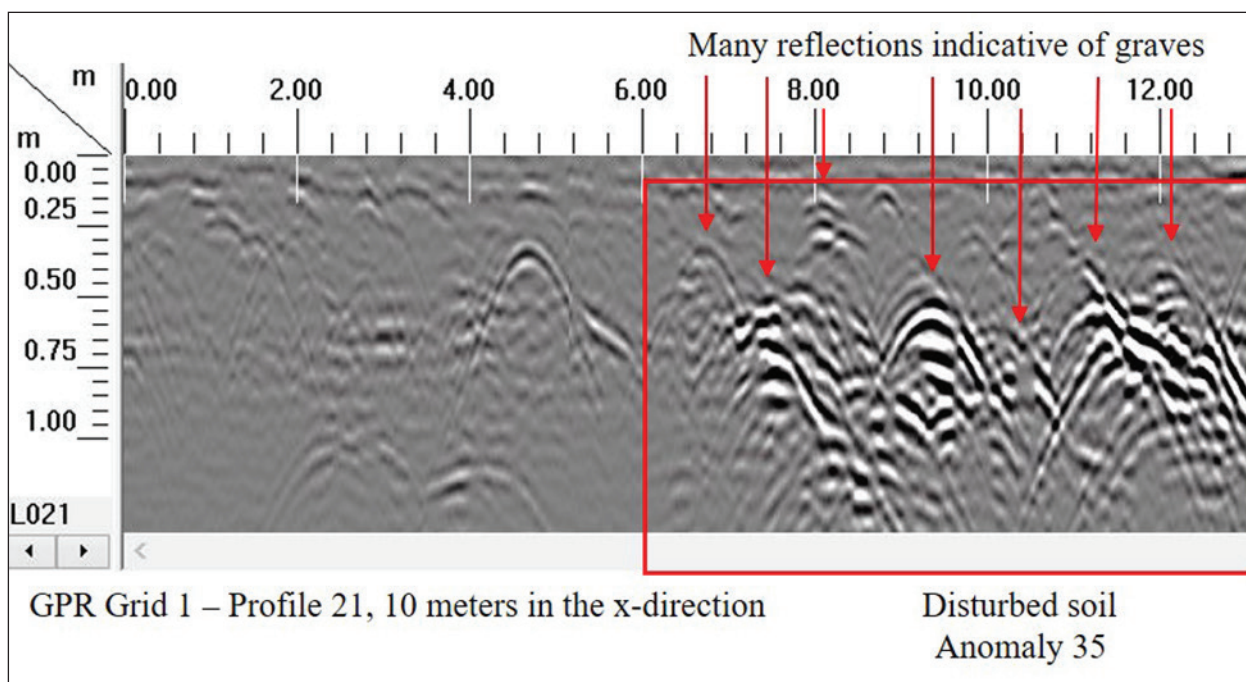 Many reflections indicative of graves
m
0.00 2.00 4.00 6.00 8.00 10.00 12.00
m
0.00
0.25
0.50
0.75
1.00
L021
GPR Grid 1 – Profile 21, 10 meters in the x-direction
Disturbed soil
Anomaly 35